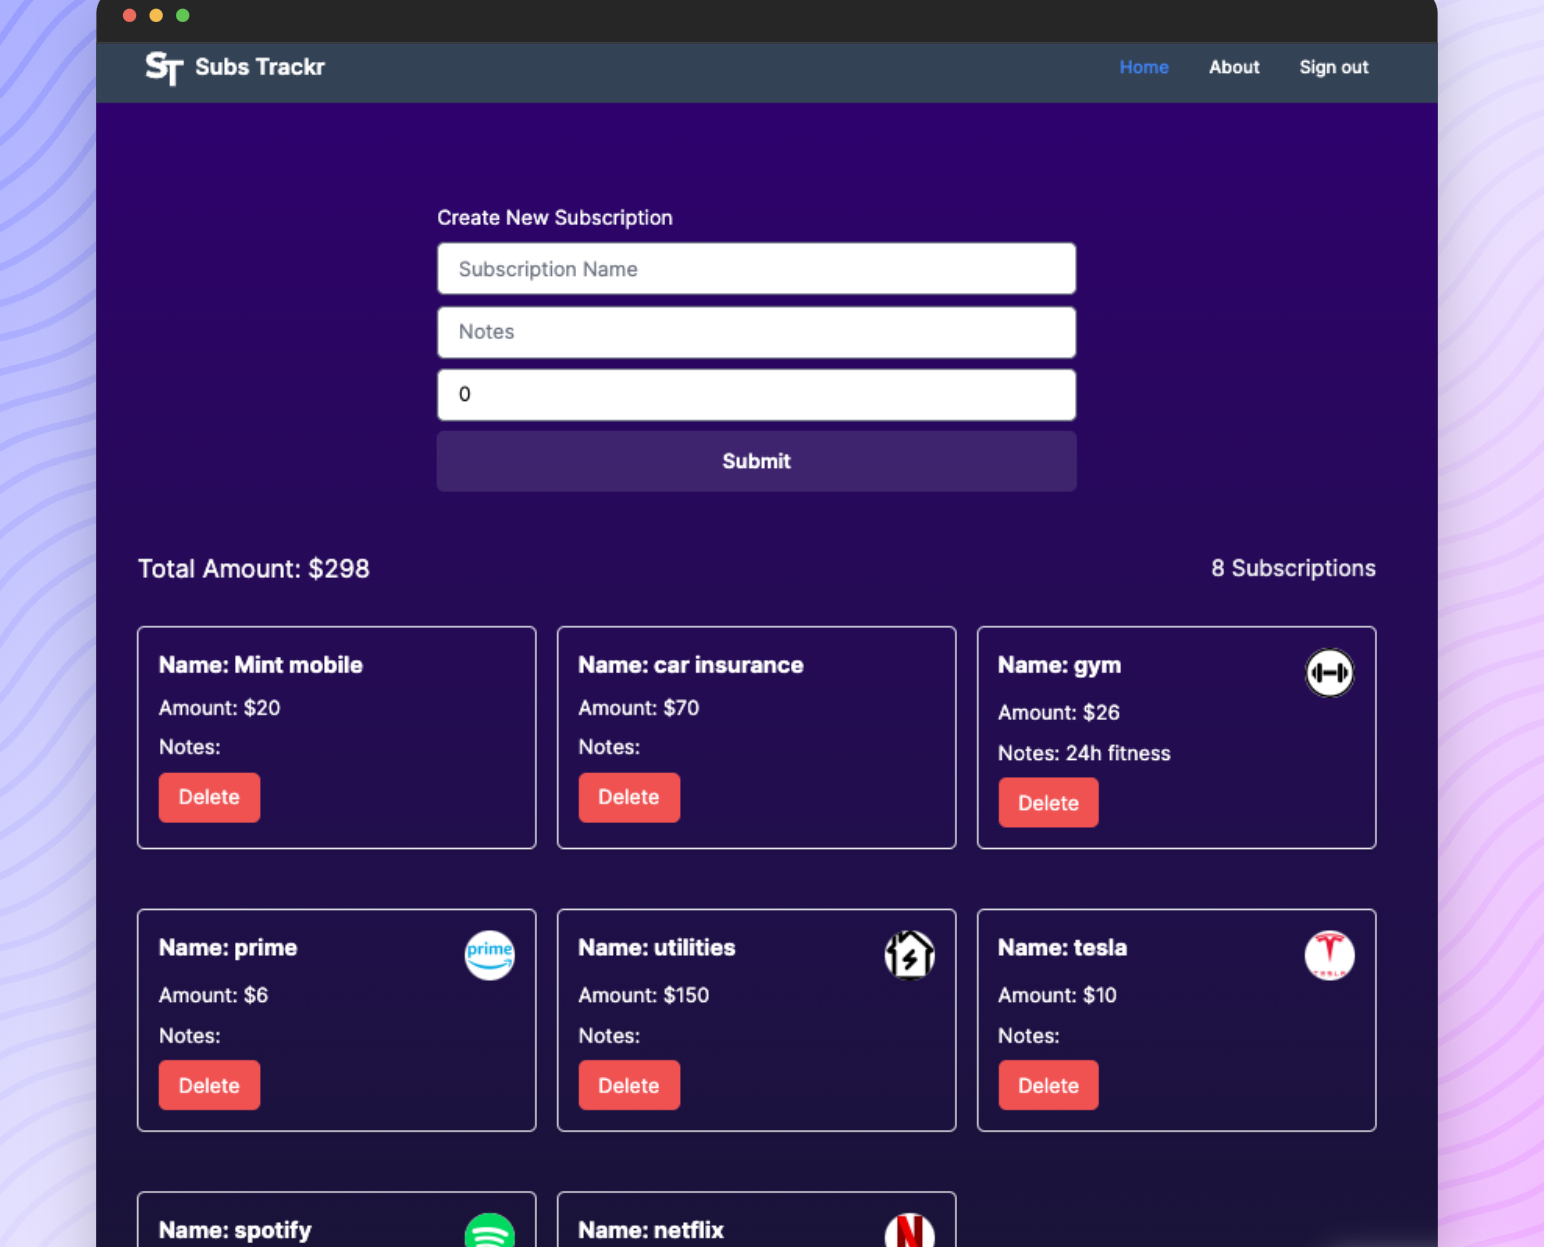 ST Subs Trackr
Home About Sign out
Create New Subscription
Subscription Name
Notes
0
Submit
Total Amount: $298
8 Subscriptions
Name: Mint mobile
Amount: $20
Notes:
Delete
Name: car insurance
Amount: $70
Notes:
Delete
Name: gym
Amount: $26
Notes: 24h fitness
Delete
Name: prime
prime
Amount: $6
Notes:
Delete
Name: utilities
Amount: $150
Notes:
Delete
Name: tesla
TESLA
Amount: $10
Notes:
Delete
Name: spotify
Name: netflix
N